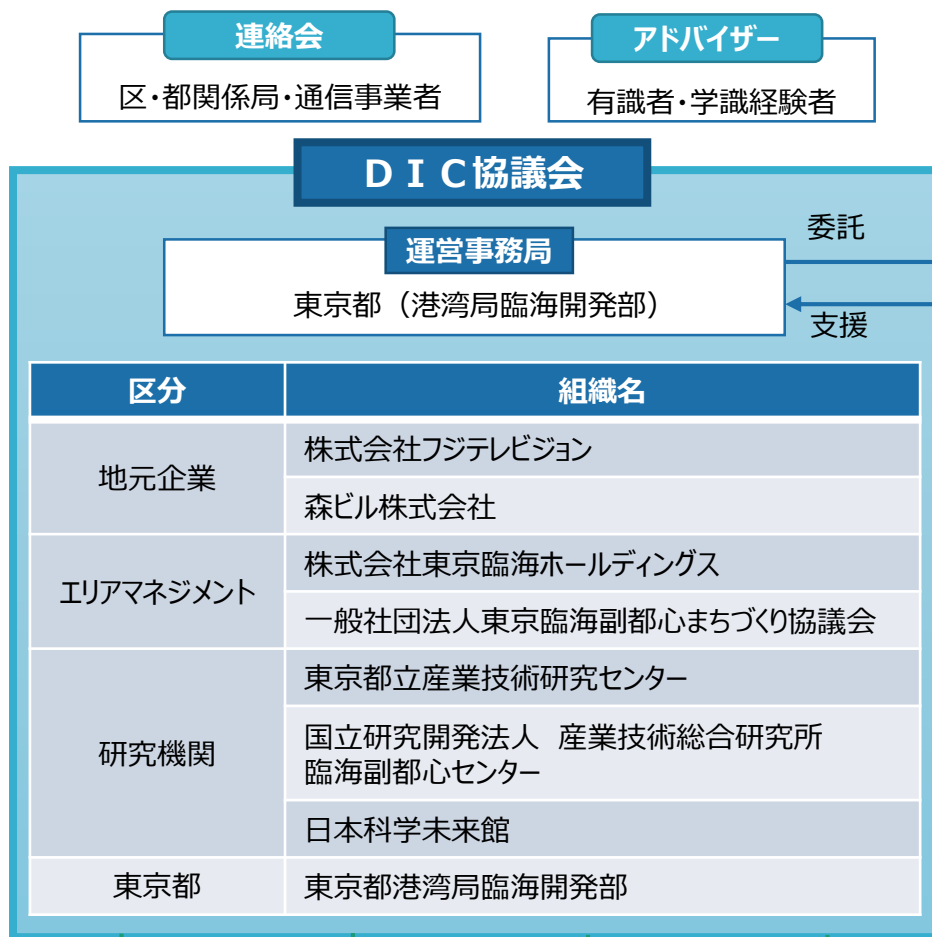 連絡会
区・都関係局・通信事業者
アドバイザー
有識者・学識経験者
ＤＩＣ協議会
運営事務局
東京都（港湾局臨海開発部）
委託
支援
区分 組織名
地元企業
株式会社フジテレビジョン
森ビル株式会社
エリアマネジメント
株式会社東京臨海ホールディングス
一般社団法人東京臨海副都心まちづくり協議会
研究機関
東京都立産業技術研究センター
国立研究開発法人　産業技術総合研究所
臨海副都心センター
日本科学未来館
東京都 東京都港湾局臨海開発部